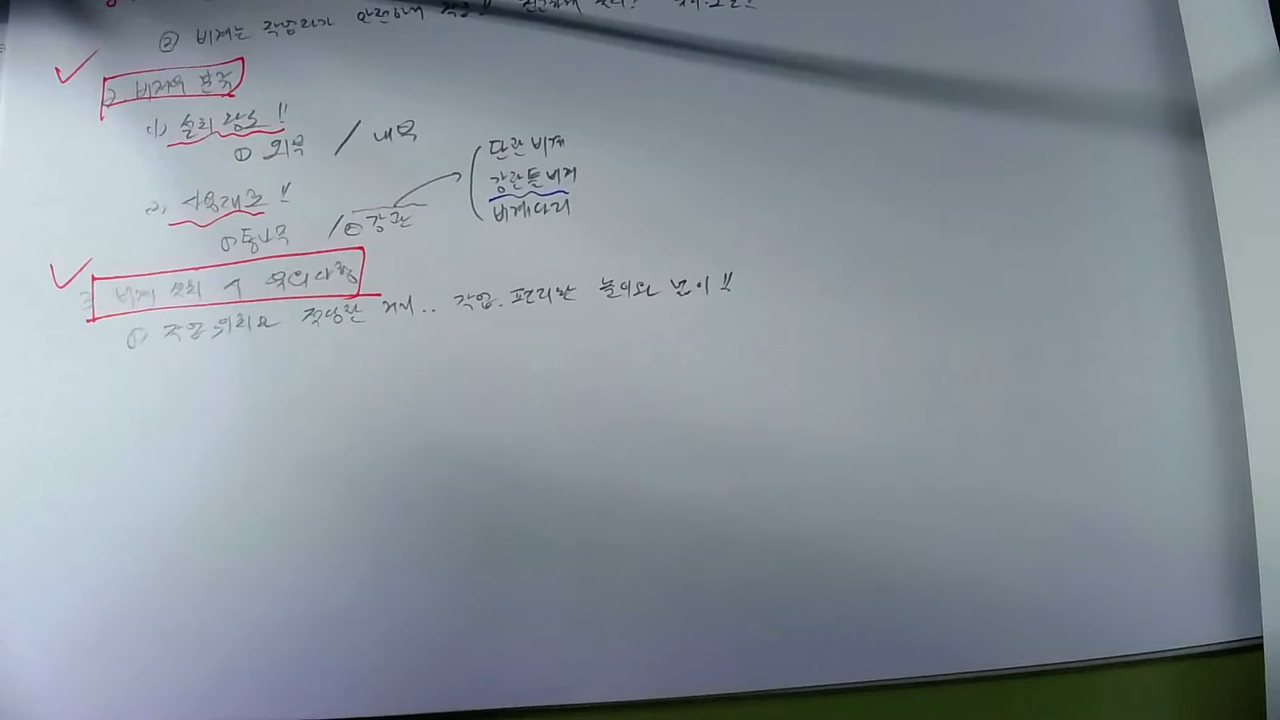 ② 비계는 작업자가 안전하게 작업!!
2. 비계의 분류
(1) 설치장소!!
① 외부 / 내부
(2) 사용재료!!
① 통나무 / ② 강관
단관비계
강관틀비계
비계다리
3. 비계 설치 시 유의사항
① 작업위치와 적당한 거리.. 작업.편리한 높이와 넓이!!